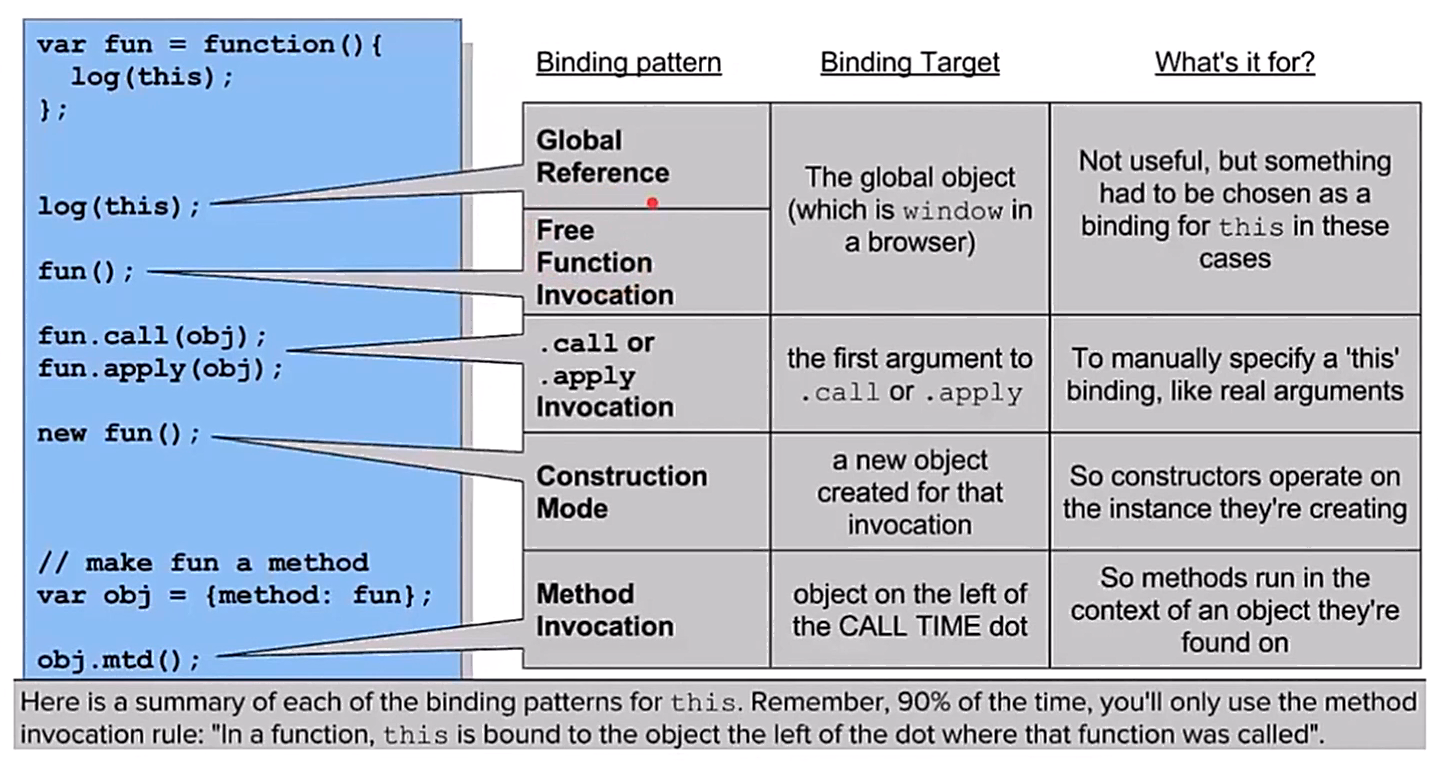 var fun = function(){
log(this);
};
log(this);
fun();
fun.call(obj);
fun.apply(obj);
new fun();
// make fun a method
var obj = {method: fun};
obj.mtd();
Binding pattern
Binding Target
What's it for?
Global
Reference
Free
Function
Invocation
The global object
(which is window in
a browser)
Not useful, but something
had to be chosen as a
binding for this in these
cases
.call or
.apply
Invocation
the first argument to
.call or .apply
To manually specify a 'this'
binding, like real arguments
Construction
Mode
a new object
created for that
invocation
So constructors operate on
the instance they're creating
Method
Invocation
object on the left of
the CALL TIME dot
So methods run in the
context of an object they're
found on
Here is a summary of each of the binding patterns for this. Remember, 90% of the time, you'll only use the method
invocation rule: "In a function, this is bound to the object the left of the dot where that function was called".